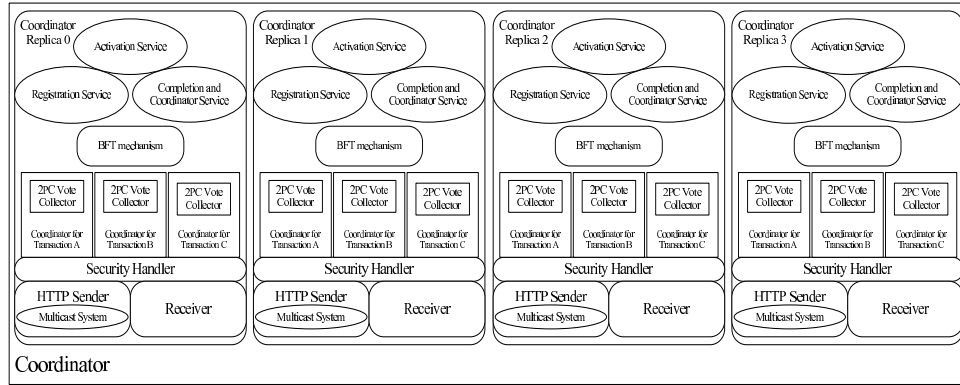 Coordinator
Replica 0
Activation Service
Registration Service
Completion and
Coordinator Service
BFT mechanism
2PC Vote
Collector
2PC Vote
Collector
2PC Vote
Collector
Coordinator for
Transaction A
Coordinator for
Transaction B
Coordinator for
Transaction C
Security Handler
HTTP Sender
Multicast System
Receiver
Coordinator
Replica 1
Activation Service
Registration Service
Completion and
Coordinator Service
BFT mechanism
2PC Vote
Collector
2PC Vote
Collector
2PC Vote
Collector
Coordinator for
Transaction A
Coordinator for
Transaction B
Coordinator for
Transaction C
Security Handler
HTTP Sender
Multicast System
Receiver
Coordinator
Replica 2
Activation Service
Registration Service
Completion and
Coordinator Service
BFT mechanism
2PC Vote
Collector
2PC Vote
Collector
2PC Vote
Collector
Coordinator for
Transaction A
Coordinator for
Transaction B
Coordinator for
Transaction C
Security Handler
HTTP Sender
Multicast System
Receiver
Coordinator
Replica 3
Activation Service
Registration Service
Completion and
Coordinator Service
BFT mechanism
2PC Vote
Collector
2PC Vote
Collector
2PC Vote
Collector
Coordinator for
Transaction A
Coordinator for
Transaction B
Coordinator for
Transaction C
Security Handler
HTTP Sender
Multicast System
Receiver
Coordinator